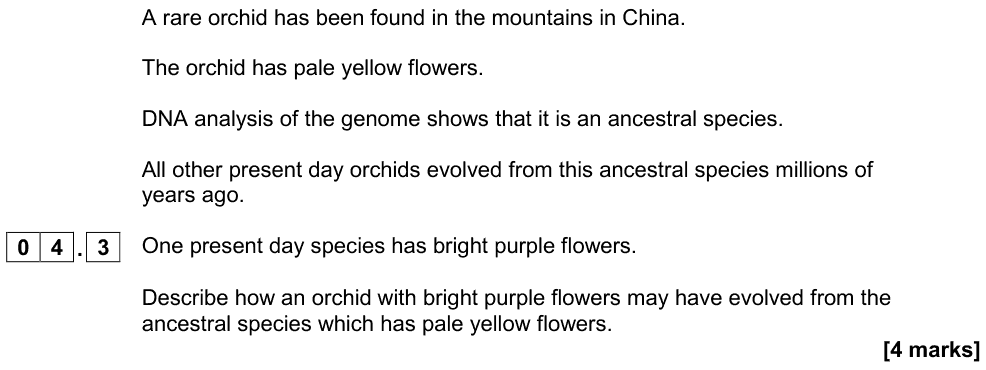 A rare orchid has been found in the mountains in China.
The orchid has pale yellow flowers.
DNA analysis of the genome shows that it is an ancestral species.
All other present day orchids evolved from this ancestral species millions of
years ago.
0 4 . 3 One present day species has bright purple flowers.
Describe how an orchid with bright purple flowers may have evolved from the
ancestral species which has pale yellow flowers.
[4 marks]